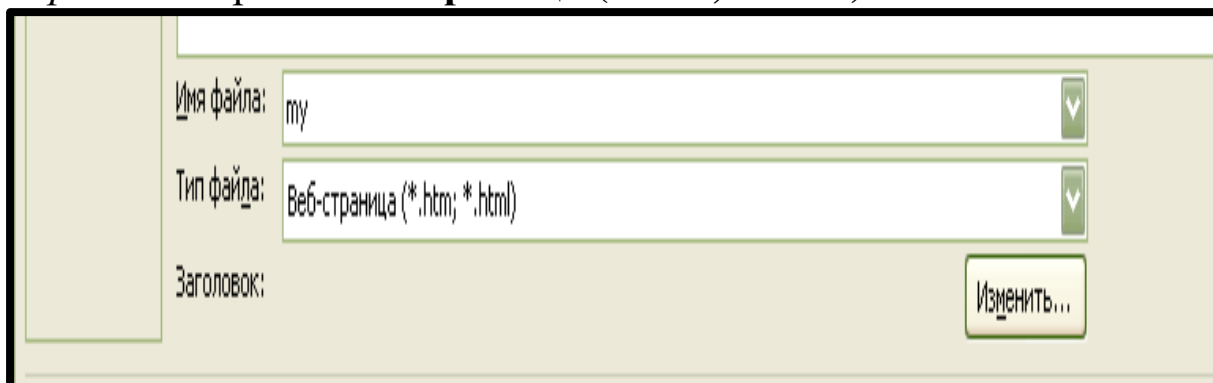 Имя файла: my
Тип файла: Веб-страница (*.htm; *.html)
Заголовок: Изменить...